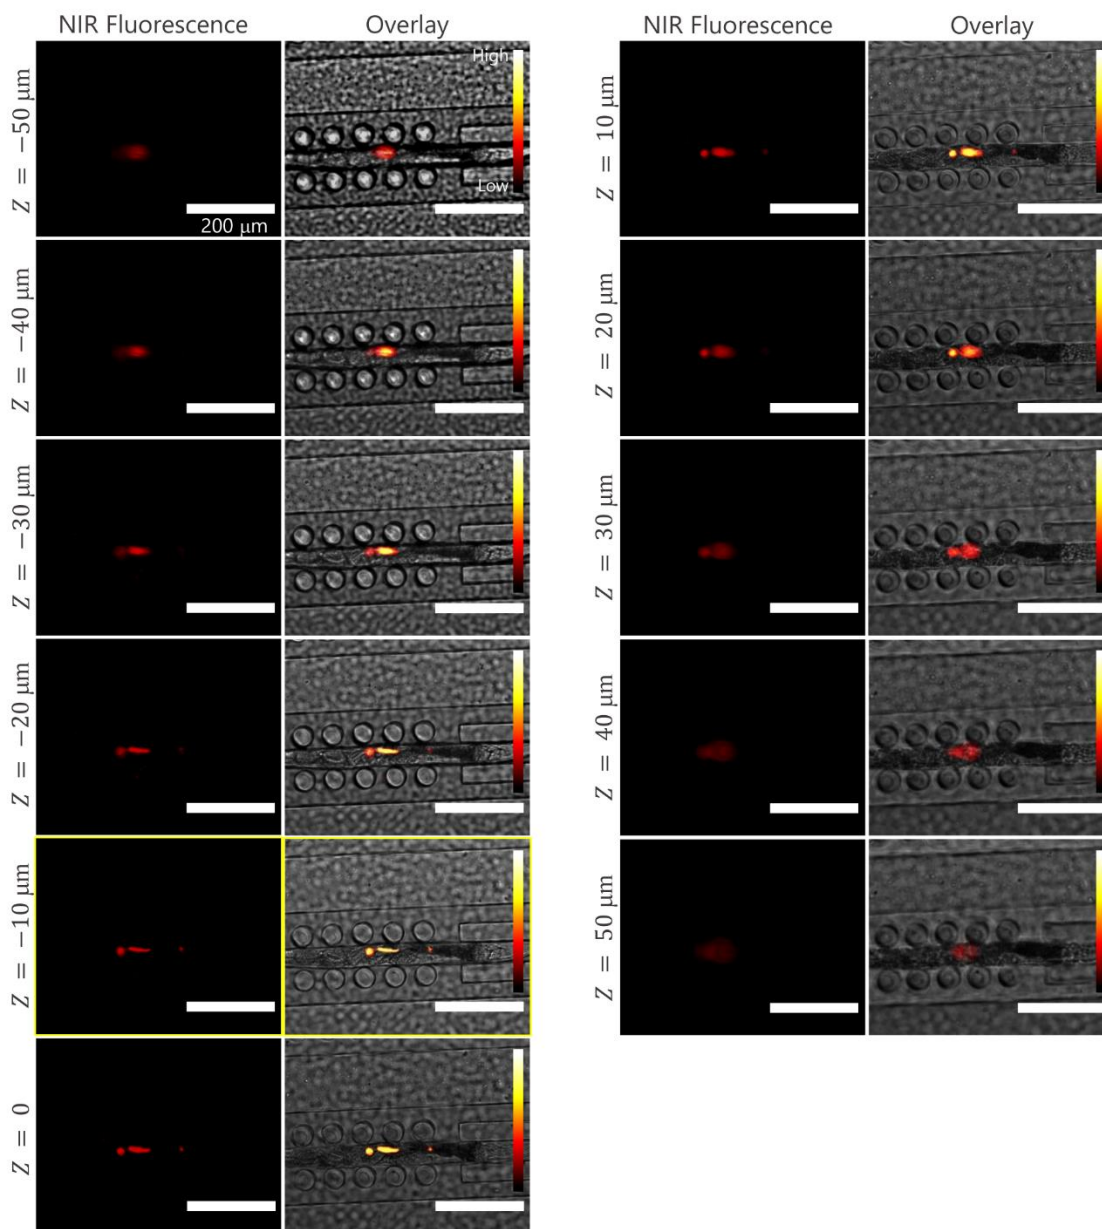 NIR Fluorescence
Overlay
Z = −50 μm
High
Low
200 μm
Z = −40 μm
Z = −30 μm
Z = −20 μm
Z = −10 μm
Z = 0
NIR Fluorescence
Overlay
Z = 10 μm
Z = 20 μm
Z = 30 μm
Z = 40 μm
Z = 50 μm